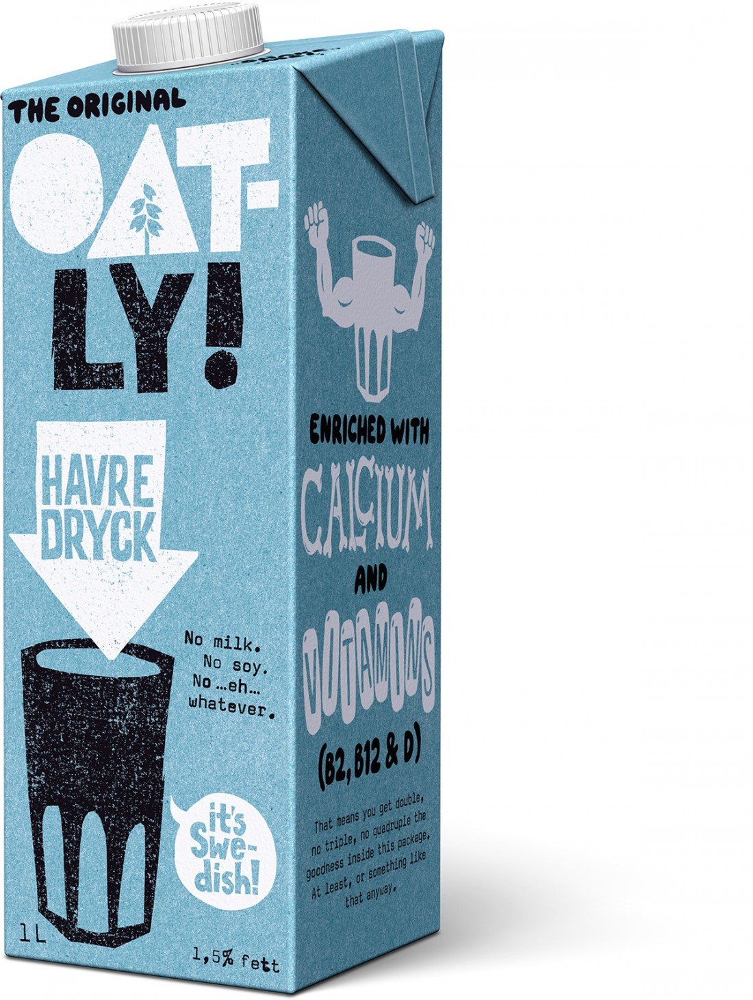 THE ORIGINAL
OAT-
LY!
HAVRE
DRYCK
No milk.
No soy.
No ...eh...
whatever.
it's
Swe-
dish!
1L
1,5% fett
ENRICHED WITH
CALCIUM
AND
VITAMINS
(B2, B12 & D)
That means you get double,
no triple, no quadruple the
goodness inside this package.
At least, or something like
that anyway.